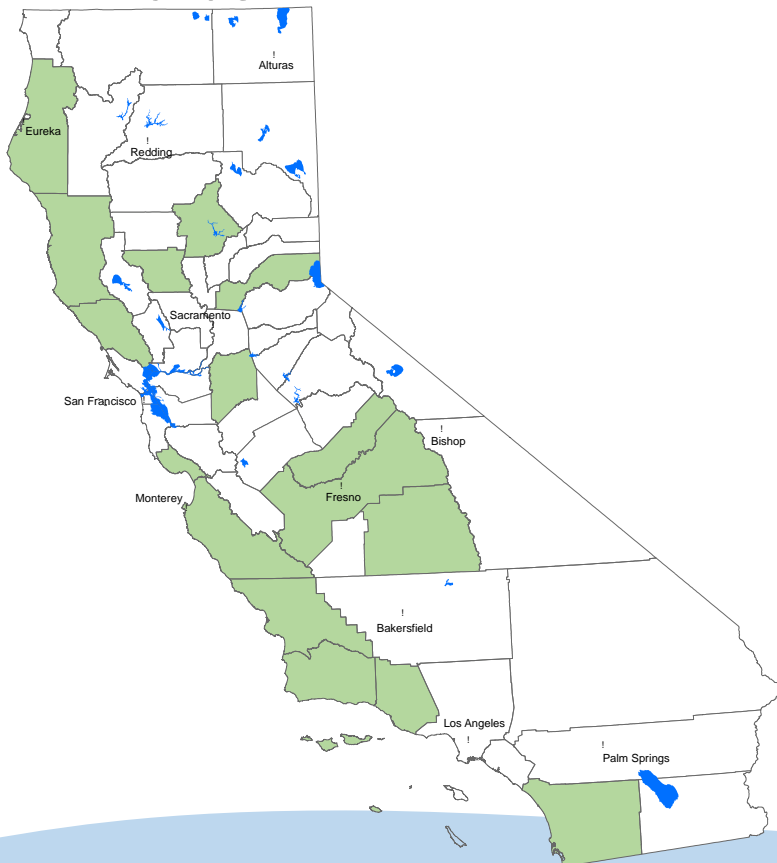 Alturas
Eureka
Redding
Sacramento
San Francisco
Bishop
Monterey
Fresno
Bakersfield
Los Angeles
Palm Springs